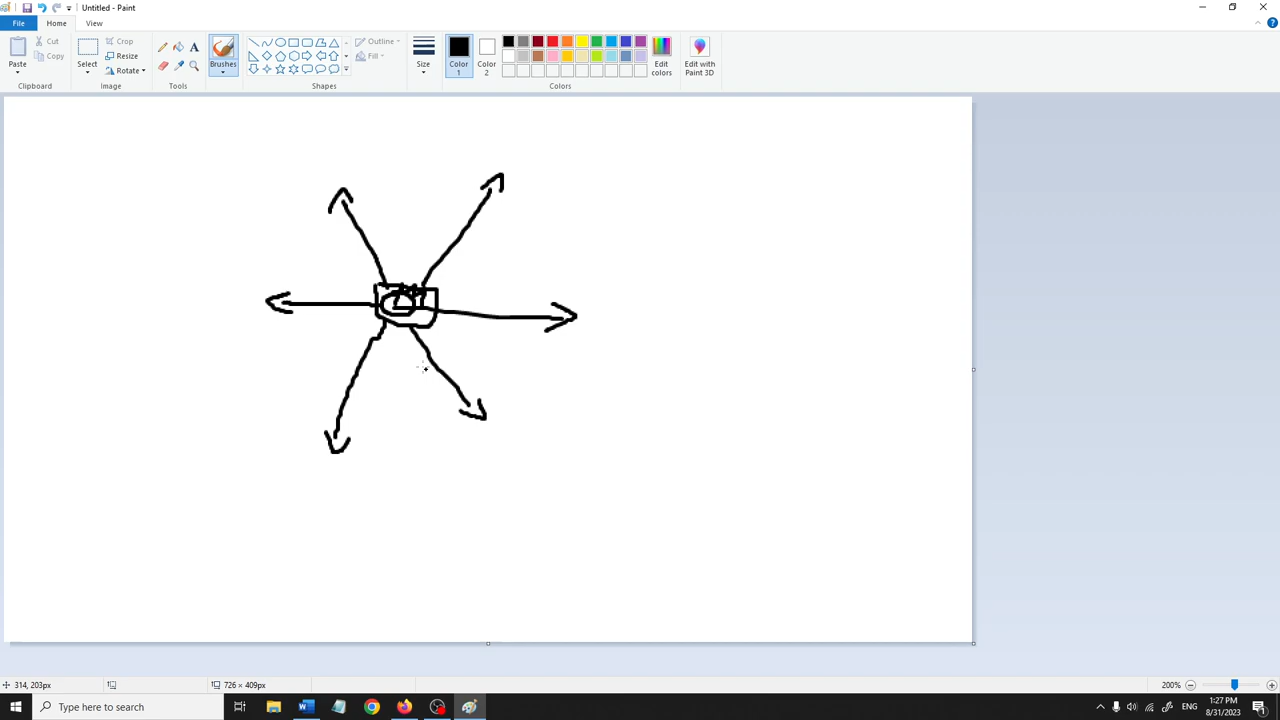 Untitled - Paint
File
Home
View
Paste
Cut
Copy
Clipboard
Select
Crop
Resize
Rotate
Image
A
Tools
Brushes
Outline
Fill
Shapes
Size
Color 1
Color 2
Edit colors
Colors
Edit with Paint 3D
314, 203px
726 × 409px
200%
Type here to search
ENG
1:27 PM
8/31/2023